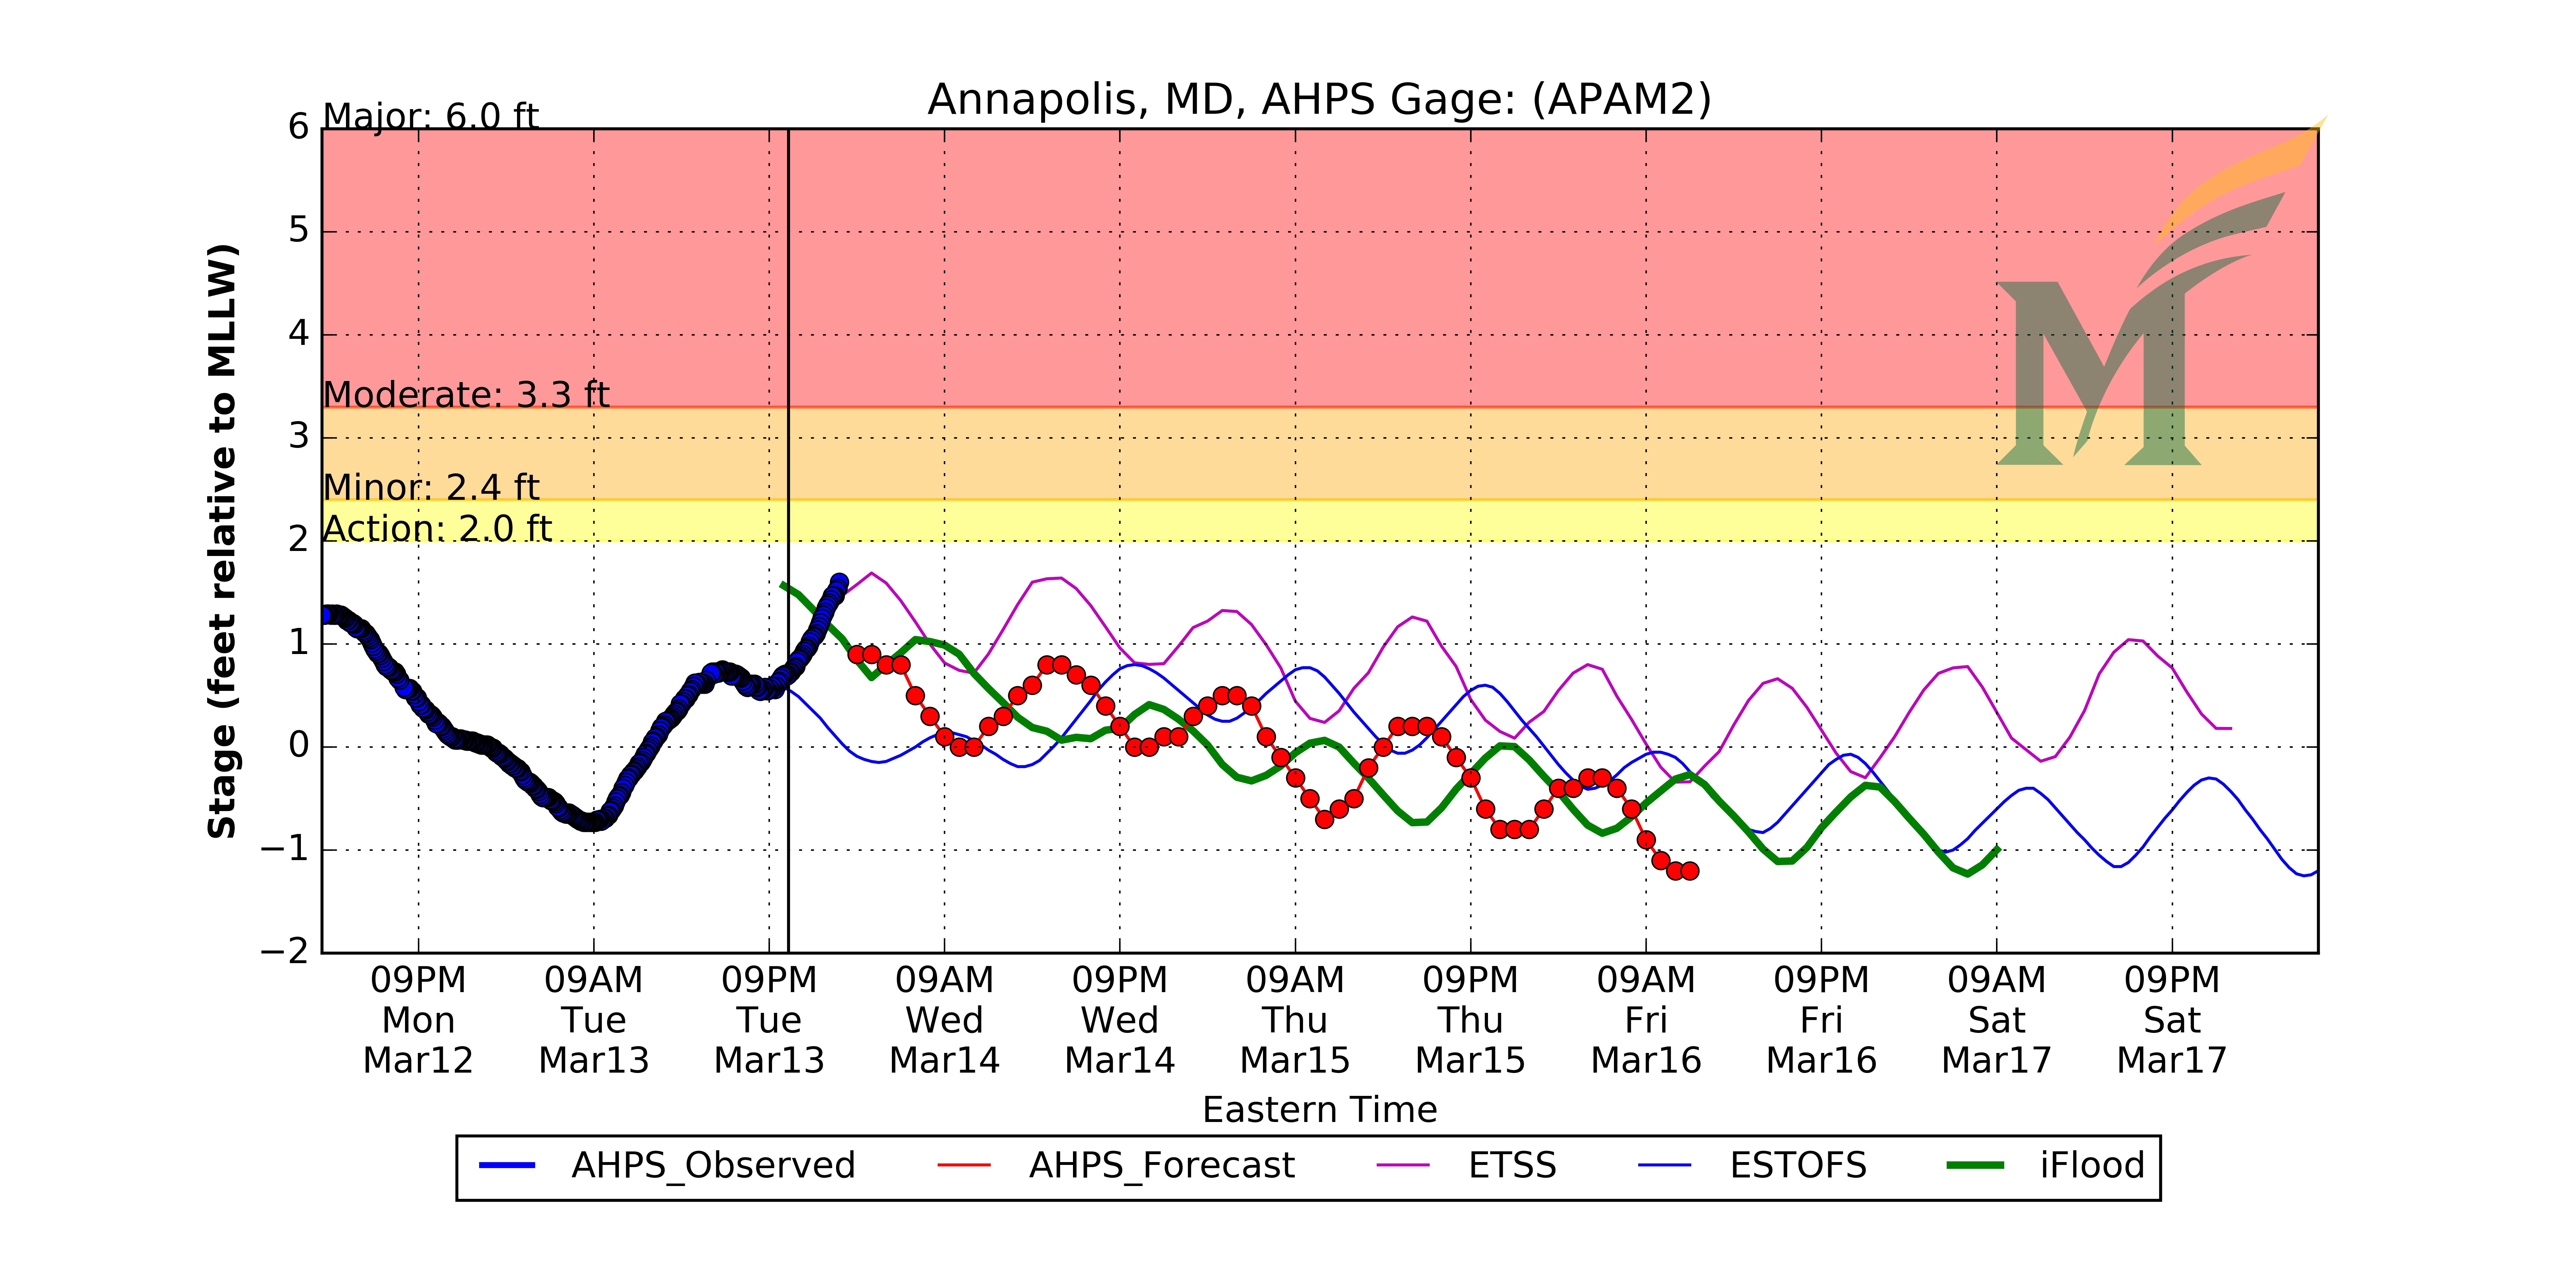 Annapolis, MD, AHPS Gage: (APAM2)
Major: 6.0 ft
Moderate: 3.3 ft
Minor: 2.4 ft
Action: 2.0 ft
Stage (feet relative to MLLW)
6
5
4
3
2
1
0
−1
−2
09PM 09AM 09PM 09AM 09PM 09AM 09PM 09AM 09PM 09AM 09PM
Mon Tue Tue Wed Wed Thu Thu Fri Fri Sat Sat
Mar12 Mar13 Mar13 Mar14 Mar14 Mar15 Mar15 Mar16 Mar16 Mar17 Mar17
Eastern Time
AHPS_Observed AHPS_Forecast ETSS ESTOFS iFlood
M